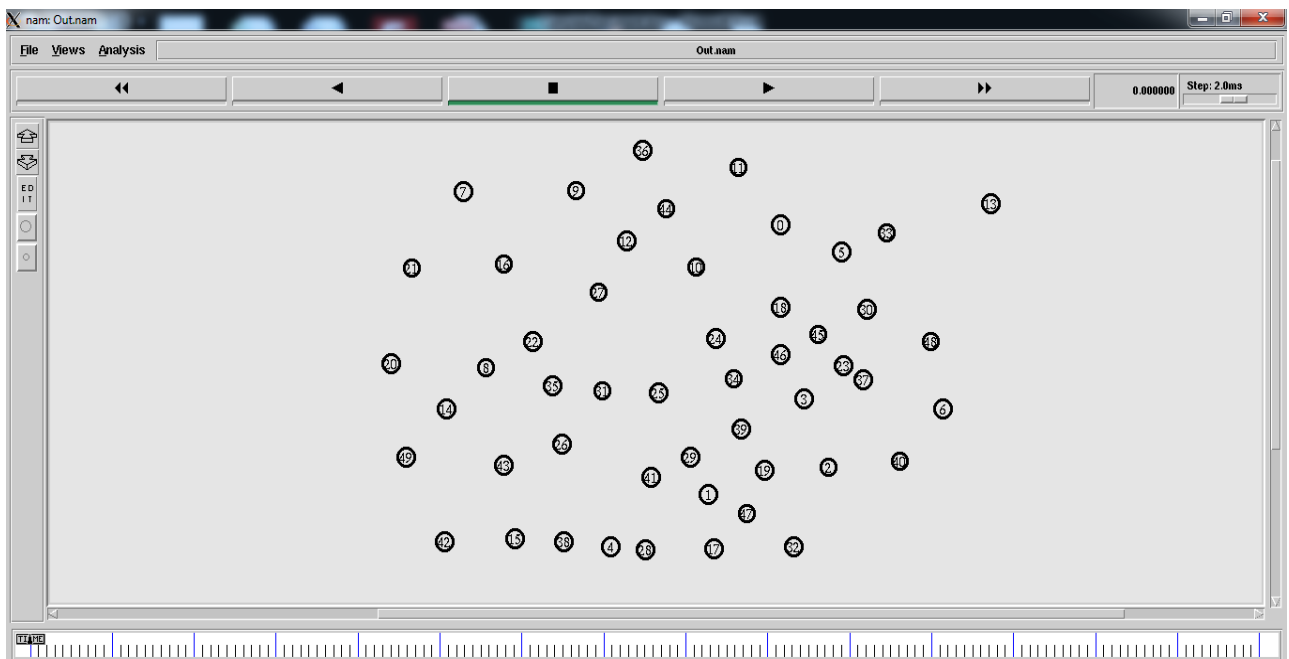 nam: Out.nam
File Views Analysis Out.nam
0.000000 Step: 2.0ms
ED
IT
36
11
7 9
44 13
0
12 33
5
21 16 10
27
18 30
24 45
22 48
46
20 8 23
35 31 25 34 37
3
14 6
39
26
49 43 29 2 40
41 19
1
47
42 15 38 4 28 17 32
TIME